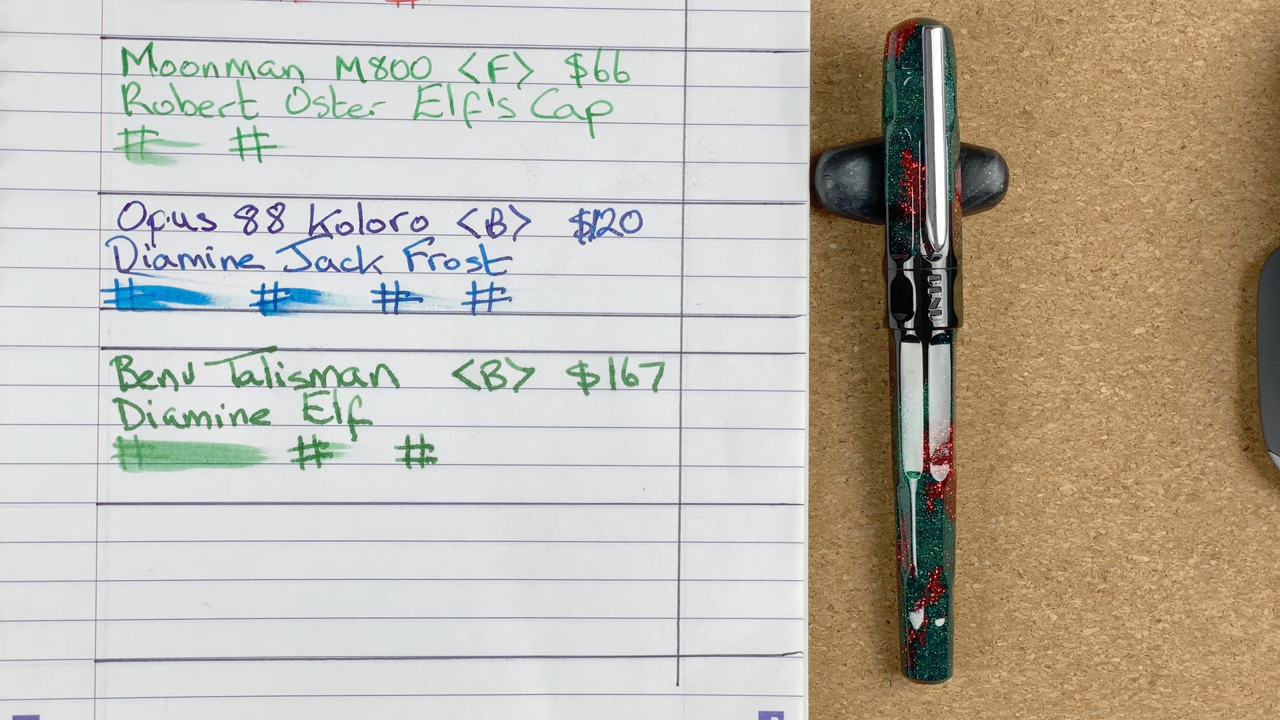 Moonman M800 <F> $66
Robert Oster Elf's Cap
# #
Opus 88 Koloro <B> $120
Diamine Jack Frost
# # # #
Benu Talisman <B> $167
Diamine Elf
# # #